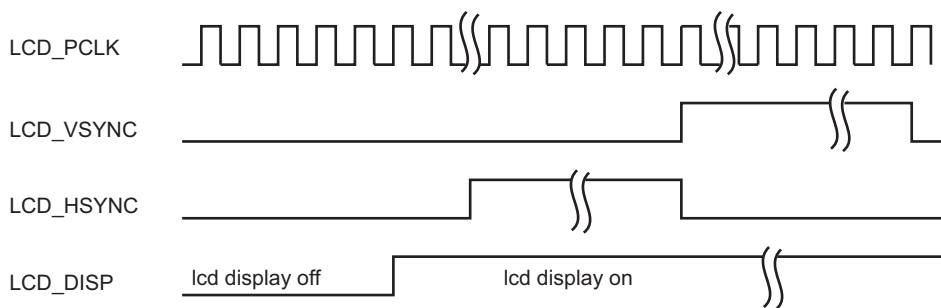 LCD_PCLK
LCD_VSYNC
LCD_HSYNC
LCD_DISP
lcd display off
lcd display on